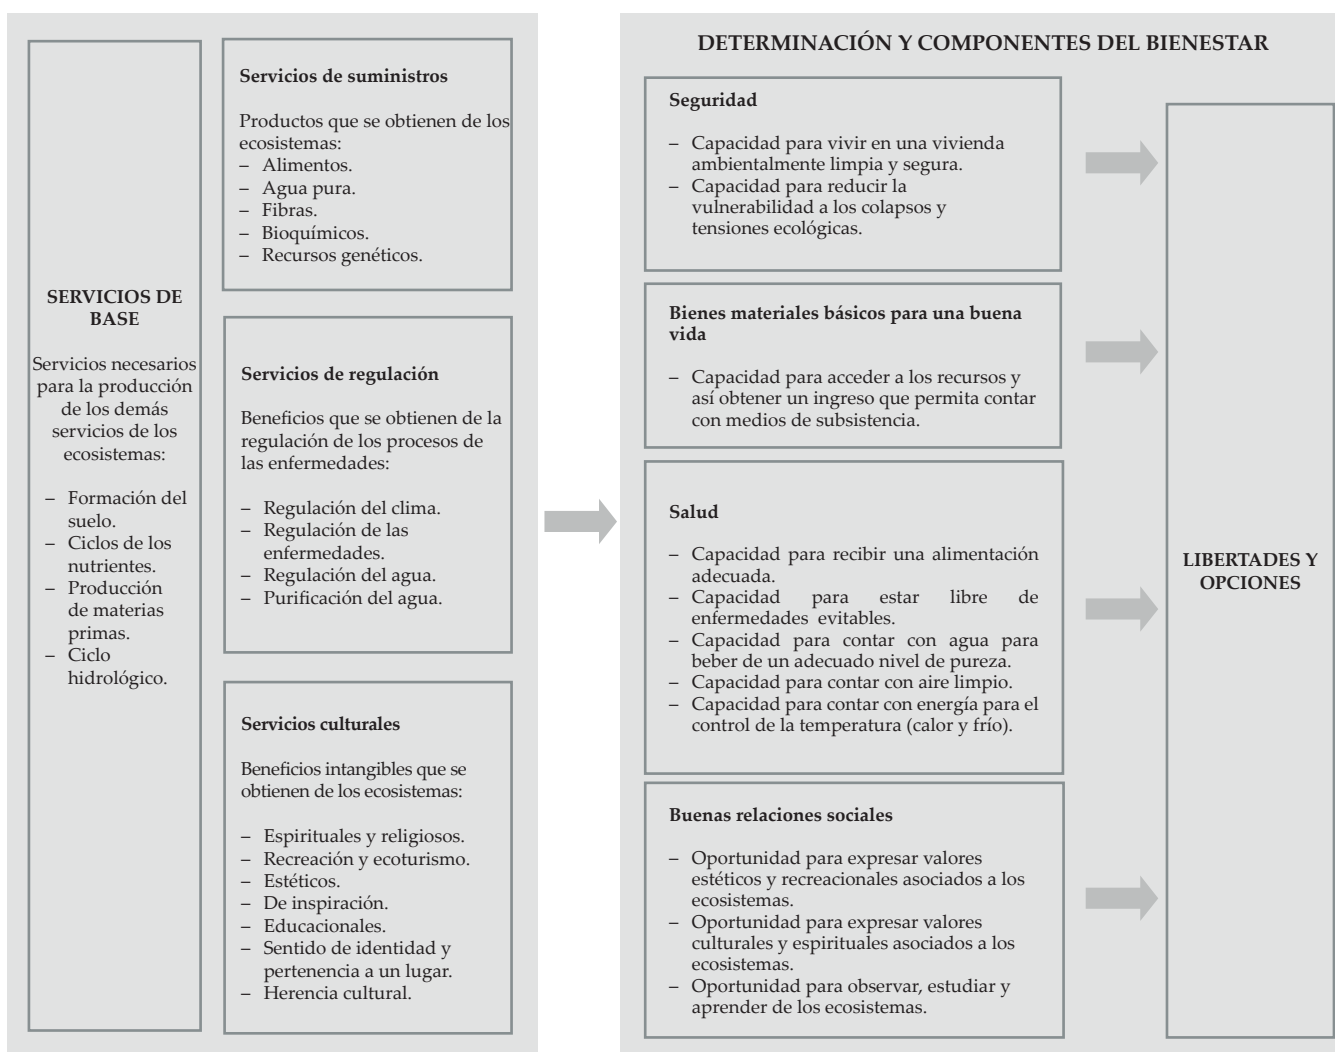 SERVICIOS DE
BASE
Servicios necesarios
para la producción
de los demás
servicios de los
ecosistemas:
– Formación del
suelo.
– Ciclos de los
nutrientes.
– Producción
de materias
primas.
– Ciclo
hidrológico.
Servicios de suministros
Productos que se obtienen de los
ecosistemas:
– Alimentos.
– Agua pura.
– Fibras.
– Bioquímicos.
– Recursos genéticos.
Servicios de regulación
Beneficios que se obtienen de la
regulación de los procesos de
las enfermedades:
– Regulación del clima.
– Regulación de las
enfermedades.
– Regulación del agua.
– Purificación del agua.
Servicios culturales
Beneficios intangibles que se
obtienen de los ecosistemas:
– Espirituales y religiosos.
– Recreación y ecoturismo.
– Estéticos.
– De inspiración.
– Educacionales.
– Sentido de identidad y
pertenencia a un lugar.
– Herencia cultural.
DETERMINACIÓN Y COMPONENTES DEL BIENESTAR
Seguridad
– Capacidad para vivir en una vivienda
ambientalmente limpia y segura.
– Capacidad para reducir la
vulnerabilidad a los colapsos y
tensiones ecológicas.
Bienes materiales básicos para una buena
vida
– Capacidad para acceder a los recursos y
así obtener un ingreso que permita contar
con medios de subsistencia.
Salud
– Capacidad para recibir una alimentación
adecuada.
– Capacidad para estar libre de
enfermedades evitables.
– Capacidad para contar con agua para
beber de un adecuado nivel de pureza.
– Capacidad para contar con aire limpio.
– Capacidad para contar con energía para el
control de la temperatura (calor y frío).
Buenas relaciones sociales
– Oportunidad para expresar valores
estéticos y recreacionales asociados a los
ecosistemas.
– Oportunidad para expresar valores
culturales y espirituales asociados a los
ecosistemas.
– Oportunidad para observar, estudiar y
aprender de los ecosistemas.
LIBERTADES Y
OPCIONES